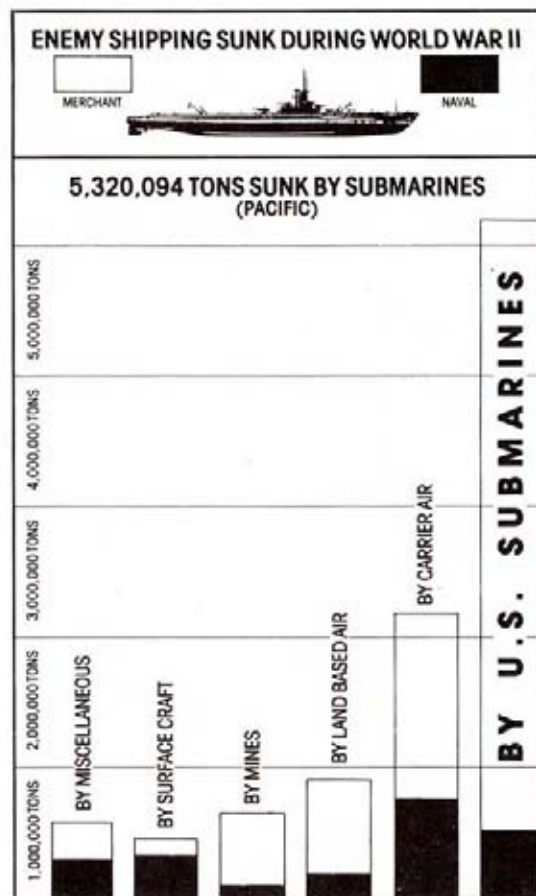 ENEMY SHIPPING SUNK DURING WORLD WAR II
MERCHANT
NAVAL
5,320,094 TONS SUNK BY SUBMARINES
(PACIFIC)
5,000,000 TONS
4,000,000 TONS
3,000,000 TONS
2,000,000 TONS
1,000,000 TONS
BY MISCELLANEOUS
BY SURFACE CRAFT
BY MINES
BY LAND BASED AIR
BY CARRIER AIR
BY U.S. SUBMARINES